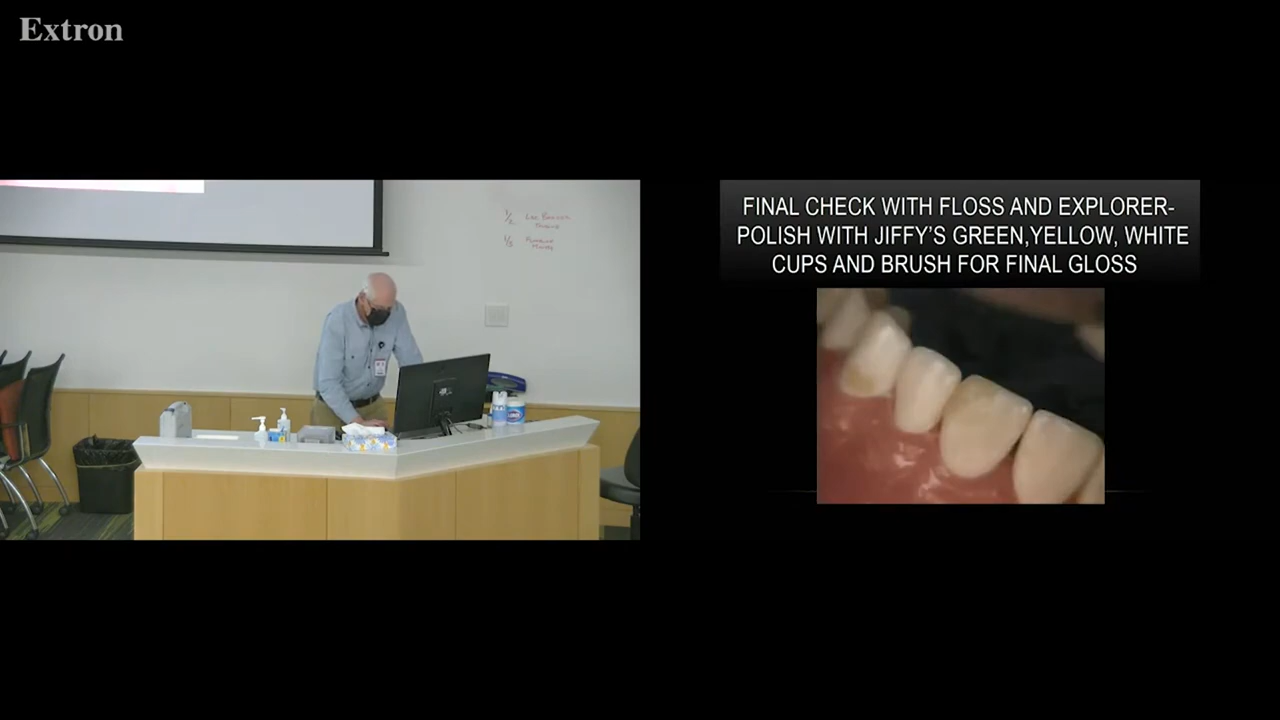 Extron
FINAL CHECK WITH FLOSS AND EXPLORER-
POLISH WITH JIFFY'S GREEN,YELLOW, WHITE
CUPS AND BRUSH FOR FINAL GLOSS